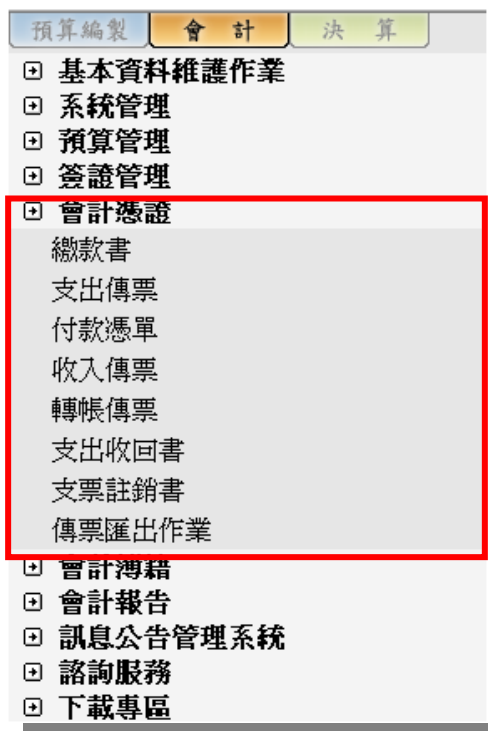 預算編製 會 計 決 算
基本資料維護作業
系統管理
預算管理
簽證管理
會計憑證
繳款書
支出傳票
付款憑單
收入傳票
轉帳傳票
支出收回書
支票註銷書
傳票匯出作業
會計簿籍
會計報告
訊息公告管理系統
諮詢服務
下載專區